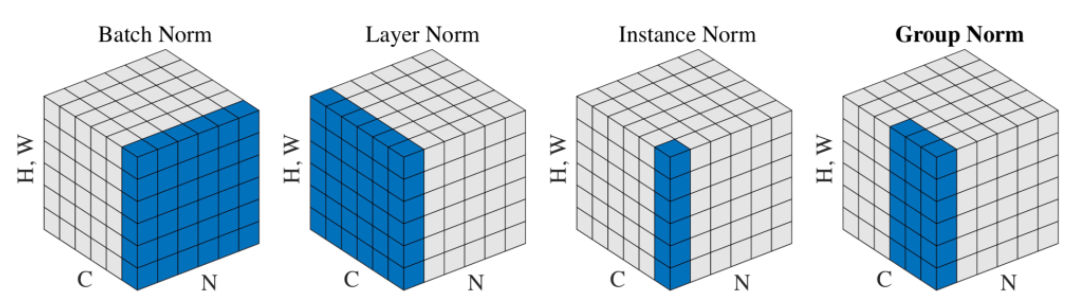 Batch Norm
Layer Norm
Instance Norm
Group Norm
H, W
C
N
H, W
C
N
H, W
C
N
H, W
C
N